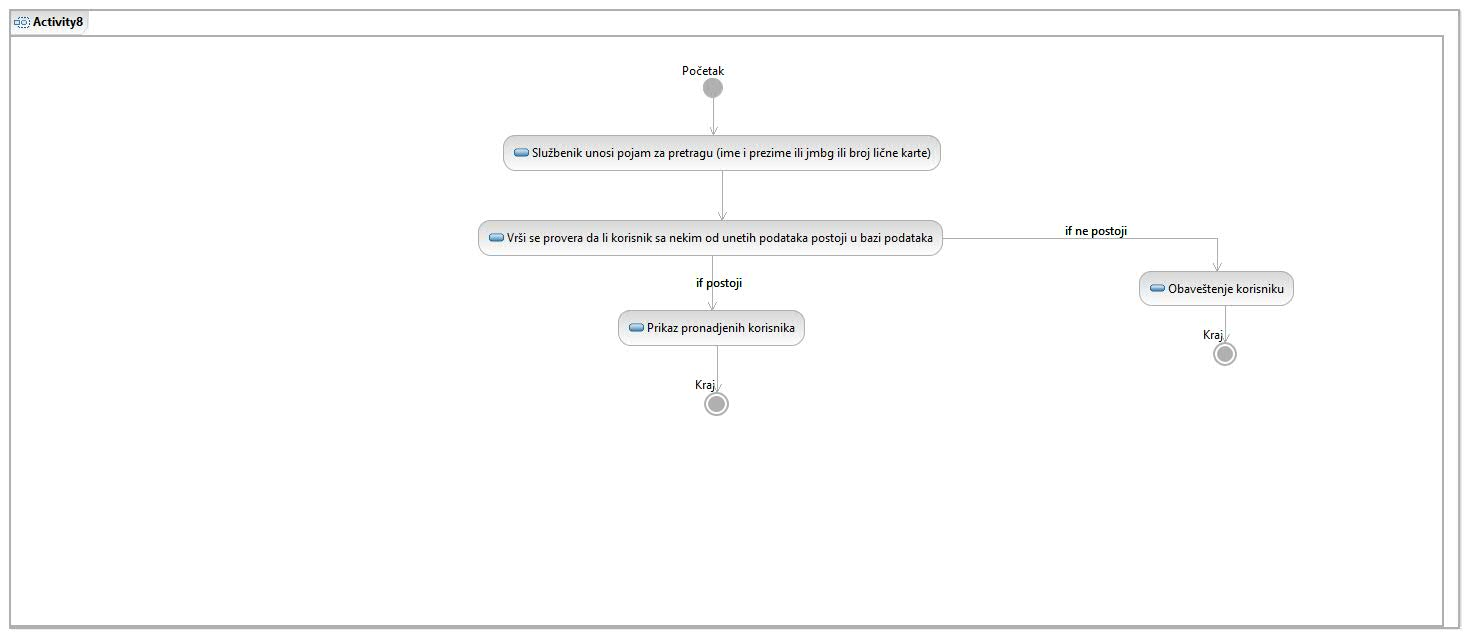 Activity8
Početak
Službenik unosi pojam za pretragu (ime i prezime ili jmbg ili broj lične karte)
Vrši se provera da li korisnik sa nekim od unetih podataka postoji u bazi podataka
if ne postoji
if postoji
Obaveštenje korisniku
Prikaz pronadjenih korisnika
Kraj
Kraj